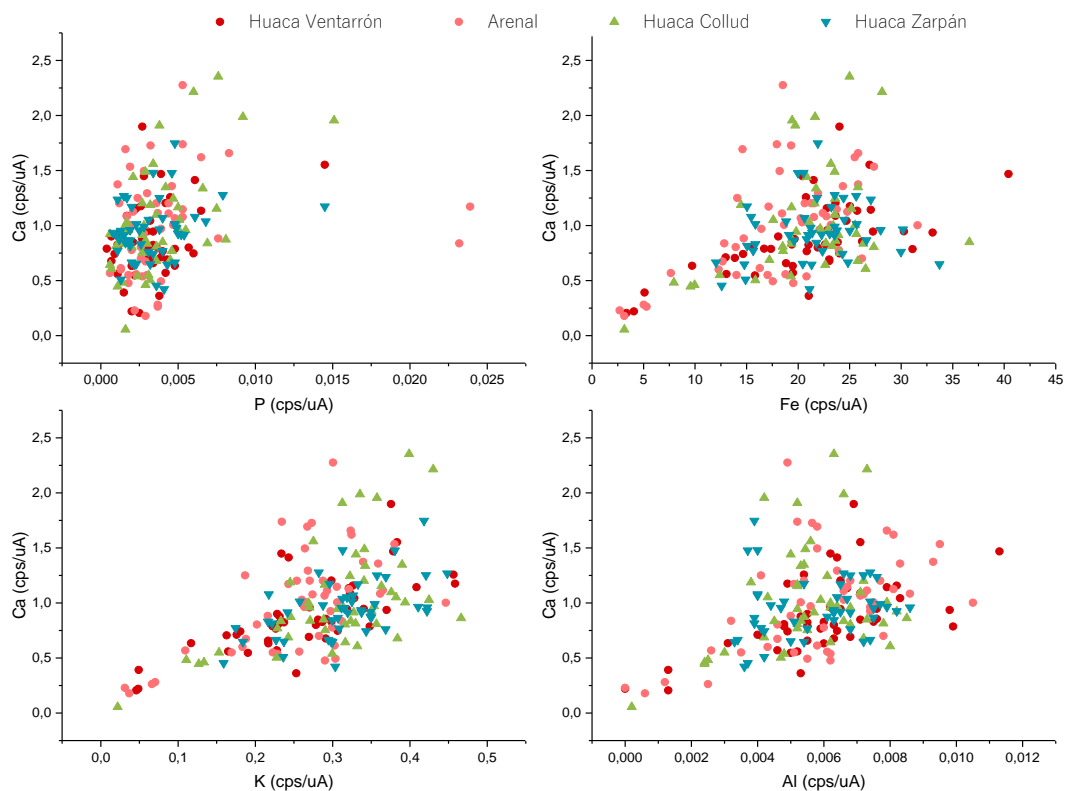 Huaca Ventarrón Arenal Huaca Collud Huaca Zarpán
2,5
2,0
1,5
1,0
0,5
0,0
Ca (cps/uA)
0,000 0,005 0,010 0,015 0,020 0,025
P (cps/uA)
2,5
2,0
1,5
1,0
0,5
0,0
Ca (cps/uA)
0 5 10 15 20 25 30 35 40 45
Fe (cps/uA)
2,5
2,0
1,5
1,0
0,5
0,0
Ca (cps/uA)
0,0 0,1 0,2 0,3 0,4 0,5
K (cps/uA)
2,5
2,0
1,5
1,0
0,5
0,0
Ca (cps/uA)
0,000 0,002 0,004 0,006 0,008 0,010 0,012
Al (cps/uA)